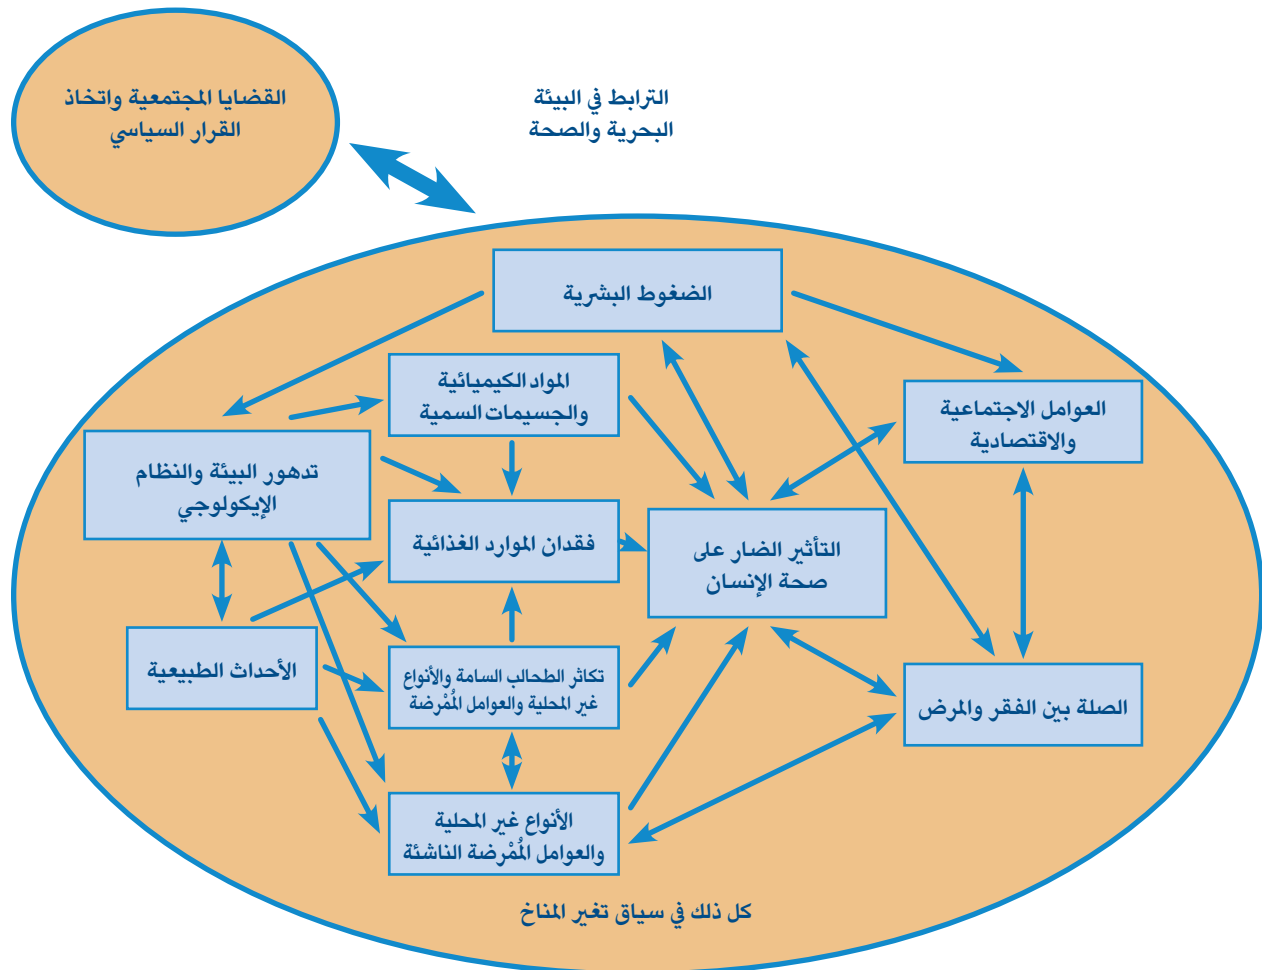 الترابط في البيئة
البحرية والصحة
القضايا المجتمعية واتخاذ
القرار السياسي
الضغوط البشرية
المواد الكيميائية
والجسيمات السمية
العوامل الاجتماعية
والاقتصادية
تدهور البيئة والنظام
الإيكولوجي
فقدان الموارد الغذائية
التأثير الضار على
صحة الإنسان
الأحداث الطبيعية
تكاثر الطحالب السامة والأنواع
غير المحلية والعوامل المُمْرضة
الصلة بين الفقر والمرض
الأنواع غير المحلية
والعوامل المُمْرضة الناشئة
كل ذلك في سياق تغير المناخ